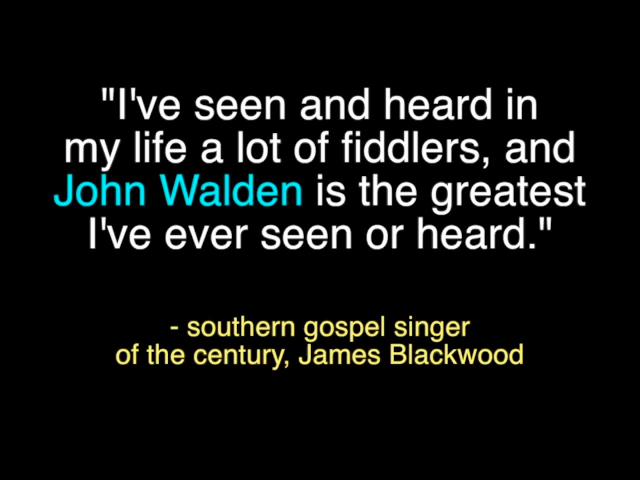 "I've seen and heard in
my life a lot of fiddlers, and
John Walden is the greatest
I've ever seen or heard."
- southern gospel singer
of the century, James Blackwood